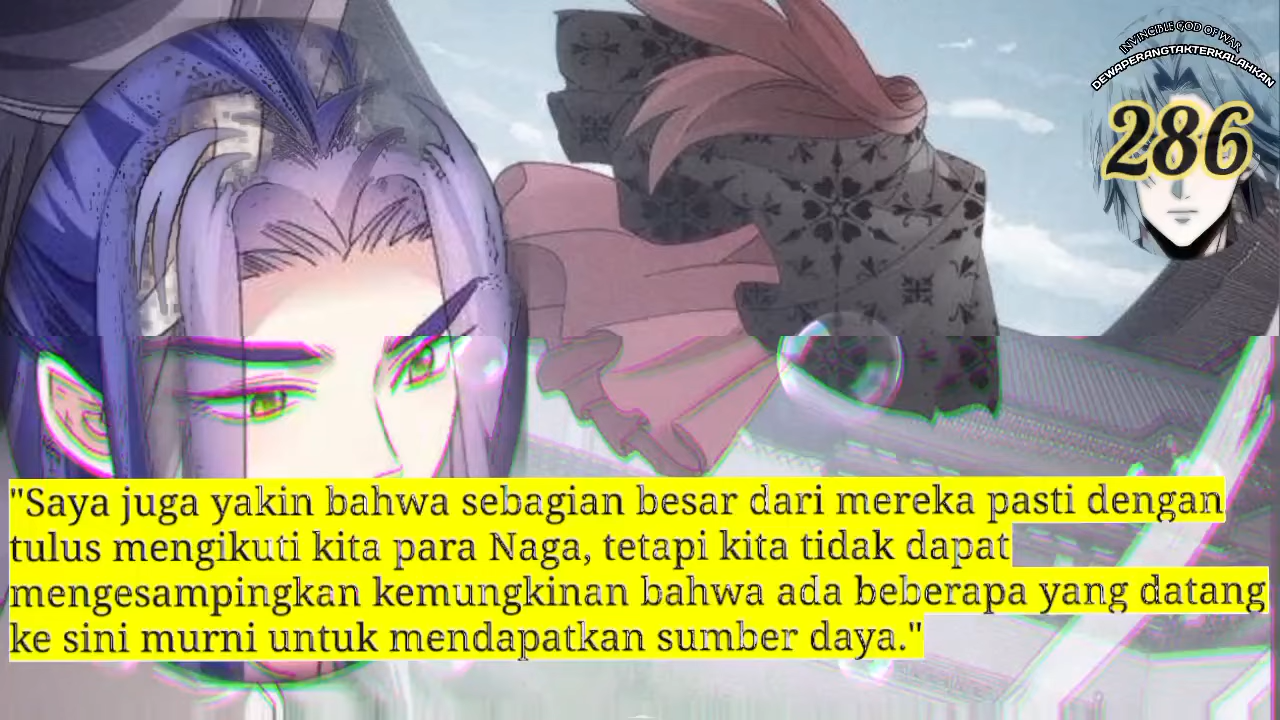 INVINCIBLE GOD OF WAR
DEWAPERANGTAKTERKALAHKAN
286
"Saya juga yakin bahwa sebagian besar dari mereka pasti dengan
tulus mengikuti kita para Naga, tetapi kita tidak dapat
mengesampingkan kemungkinan bahwa ada beberapa yang datang
ke sini murni untuk mendapatkan sumber daya."